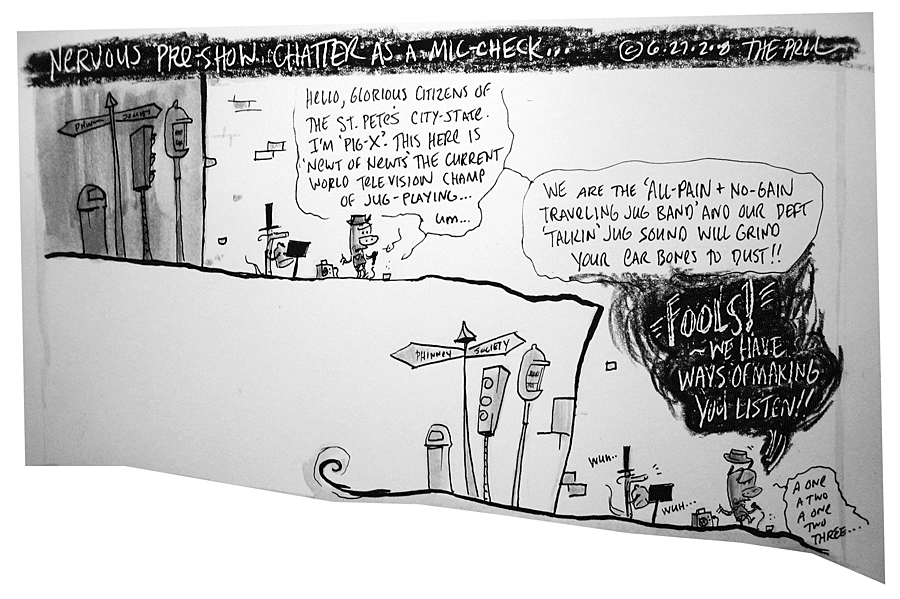 NERVOUS PRE-SHOW CHATTER AS A MIC-CHECK...
© 6.27.2.8
PHINNEY
SOCIETY
HELLO, GLORIOUS CITIZENS OF
THE ST. PETE'S CITY-STATE.
I'M 'PIG-X'. THIS HERE IS
'NEWT OF NEWTS' THE CURRENT
WORLD TELEVISION CHAMP
OF JUG-PLAYING...
UM...
WE ARE THE 'ALL-PAIN + NO-GAIN
TRAVELING JUG BAND' AND OUR DEFT
'TALKIN' JUG SOUND WILL GRIND
YOUR EAR BONES TO DUST!!
FOOLS!
~WE HAVE
WAYS OF MAKING
YOU LISTEN!!
PHINNEY
SOCIETY
WUH..
WUH...
A ONE
A TWO
A ONE
TWO
THREE...